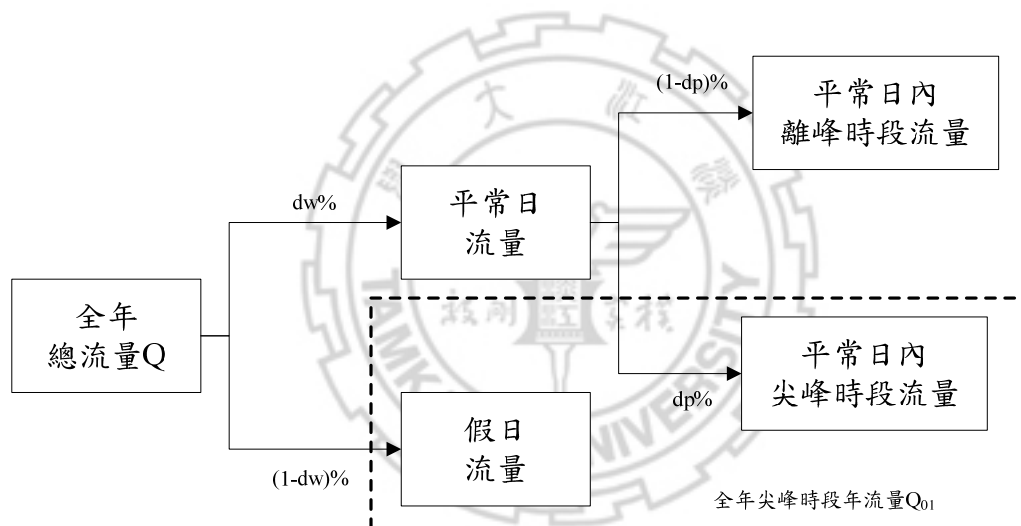 (1-dp)%
平常日內
離峰時段流量
dw%
平常日
流量
全年
總流量Q
平常日內
尖峰時段流量
dp%
假日
流量
(1-dw)%
全年尖峰時段年流量Q₀₁
TAMKANG UNIVERSITY